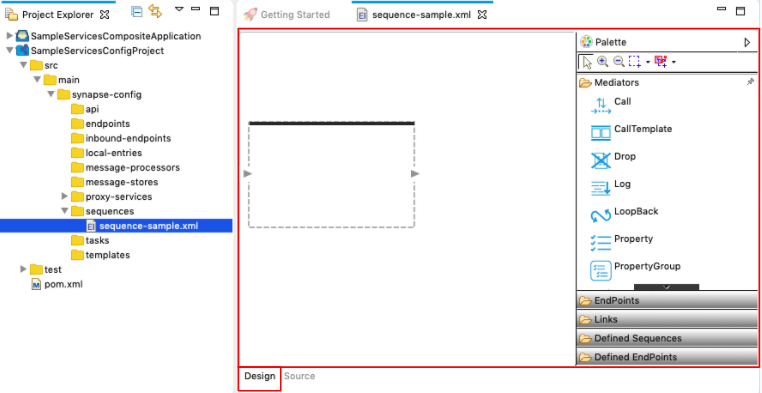 Project Explorer
SampleServicesCompositeApplication
SampleServicesConfigProject
src
main
synapse-config
api
endpoints
inbound-endpoints
local-entries
message-processors
message-stores
proxy-services
sequences
EI sequence-sample.xml
tasks
templates
test
M pom.xml
Getting Started
EI sequence-sample.xml
Palette
Mediators
Call
CallTemplate
Drop
Log
LoopBack
Property
PropertyGroup
EndPoints
Links
Defined Sequences
Defined EndPoints
Design Source